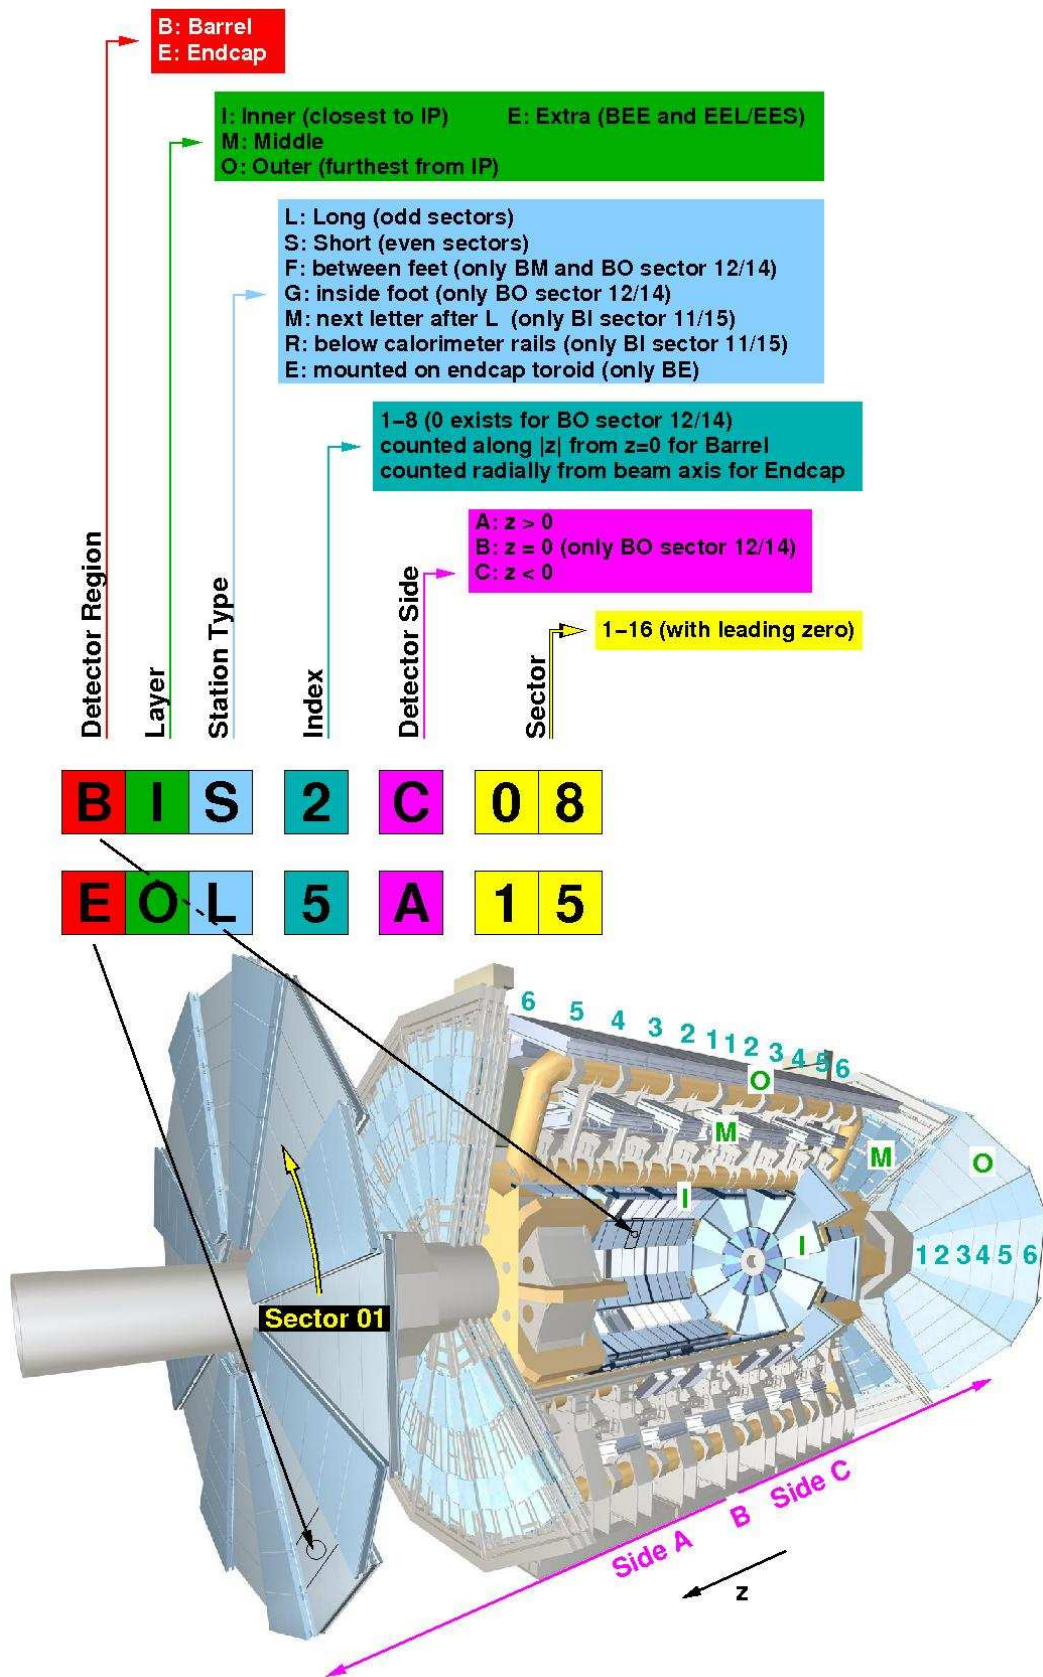 B: Barrel
E: Endcap
I: Inner (closest to IP) E: Extra (BEE and EEL/EES)
M: Middle
O: Outer (furthest from IP)
L: Long (odd sectors)
S: Short (even sectors)
F: between feet (only BM and BO sector 12/14)
G: inside foot (only BO sector 12/14)
M: next letter after L (only BI sector 11/15)
R: below calorimeter rails (only BI sector 11/15)
E: mounted on endcap toroid (only BE)
1–8 (0 exists for BO sector 12/14)
counted along |z| from z=0 for Barrel
counted radially from beam axis for Endcap
A: z > 0
B: z = 0 (only BO sector 12/14)
C: z < 0
1–16 (with leading zero)
Detector Region
Layer
Station Type
Index
Detector Side
Sector
B I S 2 C 0 8
E O L 5 A 1 5
6 5 4 3 2 1 1 2 3 4 5 6
O
M
M
O
I
I
1 2 3 4 5 6
Sector 01
Side A B Side C
z